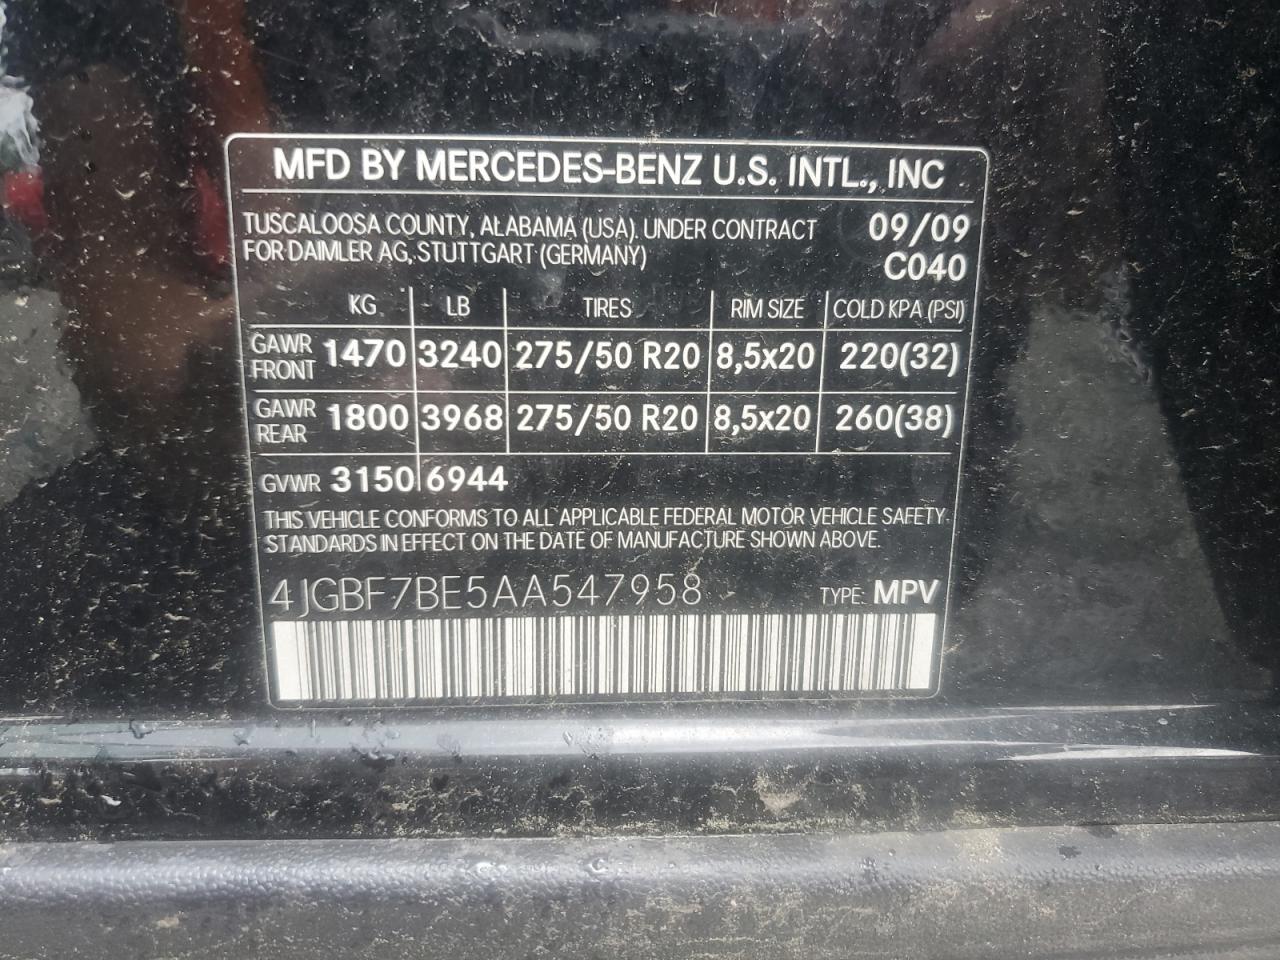 MFD BY MERCEDES-BENZ U.S. INTL., INC
TUSCALOOSA COUNTY, ALABAMA (USA), UNDER CONTRACT 09/09
FOR DAIMLER AG, STUTTGART (GERMANY) C040
KG LB TIRES RIM SIZE COLD KPA (PSI)
GAWR FRONT 1470 3240 275/50 R20 8,5x20 220(32)
GAWR REAR 1800 3968 275/50 R20 8,5x20 260(38)
GVWR 3150 6944
THIS VEHICLE CONFORMS TO ALL APPLICABLE FEDERAL MOTOR VEHICLE SAFETY
STANDARDS IN EFFECT ON THE DATE OF MANUFACTURE SHOWN ABOVE.
4JGBF7BE5AA547958 TYPE: MPV